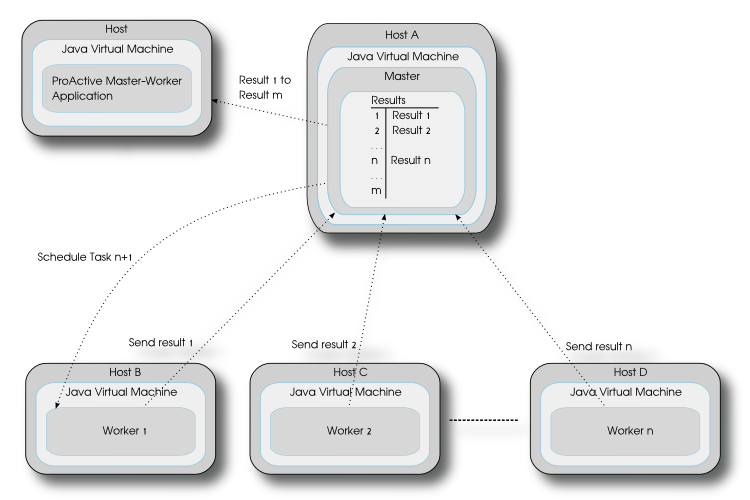 Host
Java Virtual Machine
ProActive Master-Worker
Application
Host A
Java Virtual Machine
Master
Results
1 Result 1
2 Result 2
...
n Result n
...
m
Result 1 to
Result m
Schedule Task n+1
Send result 1
Send result 2
Send result n
Host B
Java Virtual Machine
Worker 1
Host C
Java Virtual Machine
Worker 2
Host D
Java Virtual Machine
Worker n